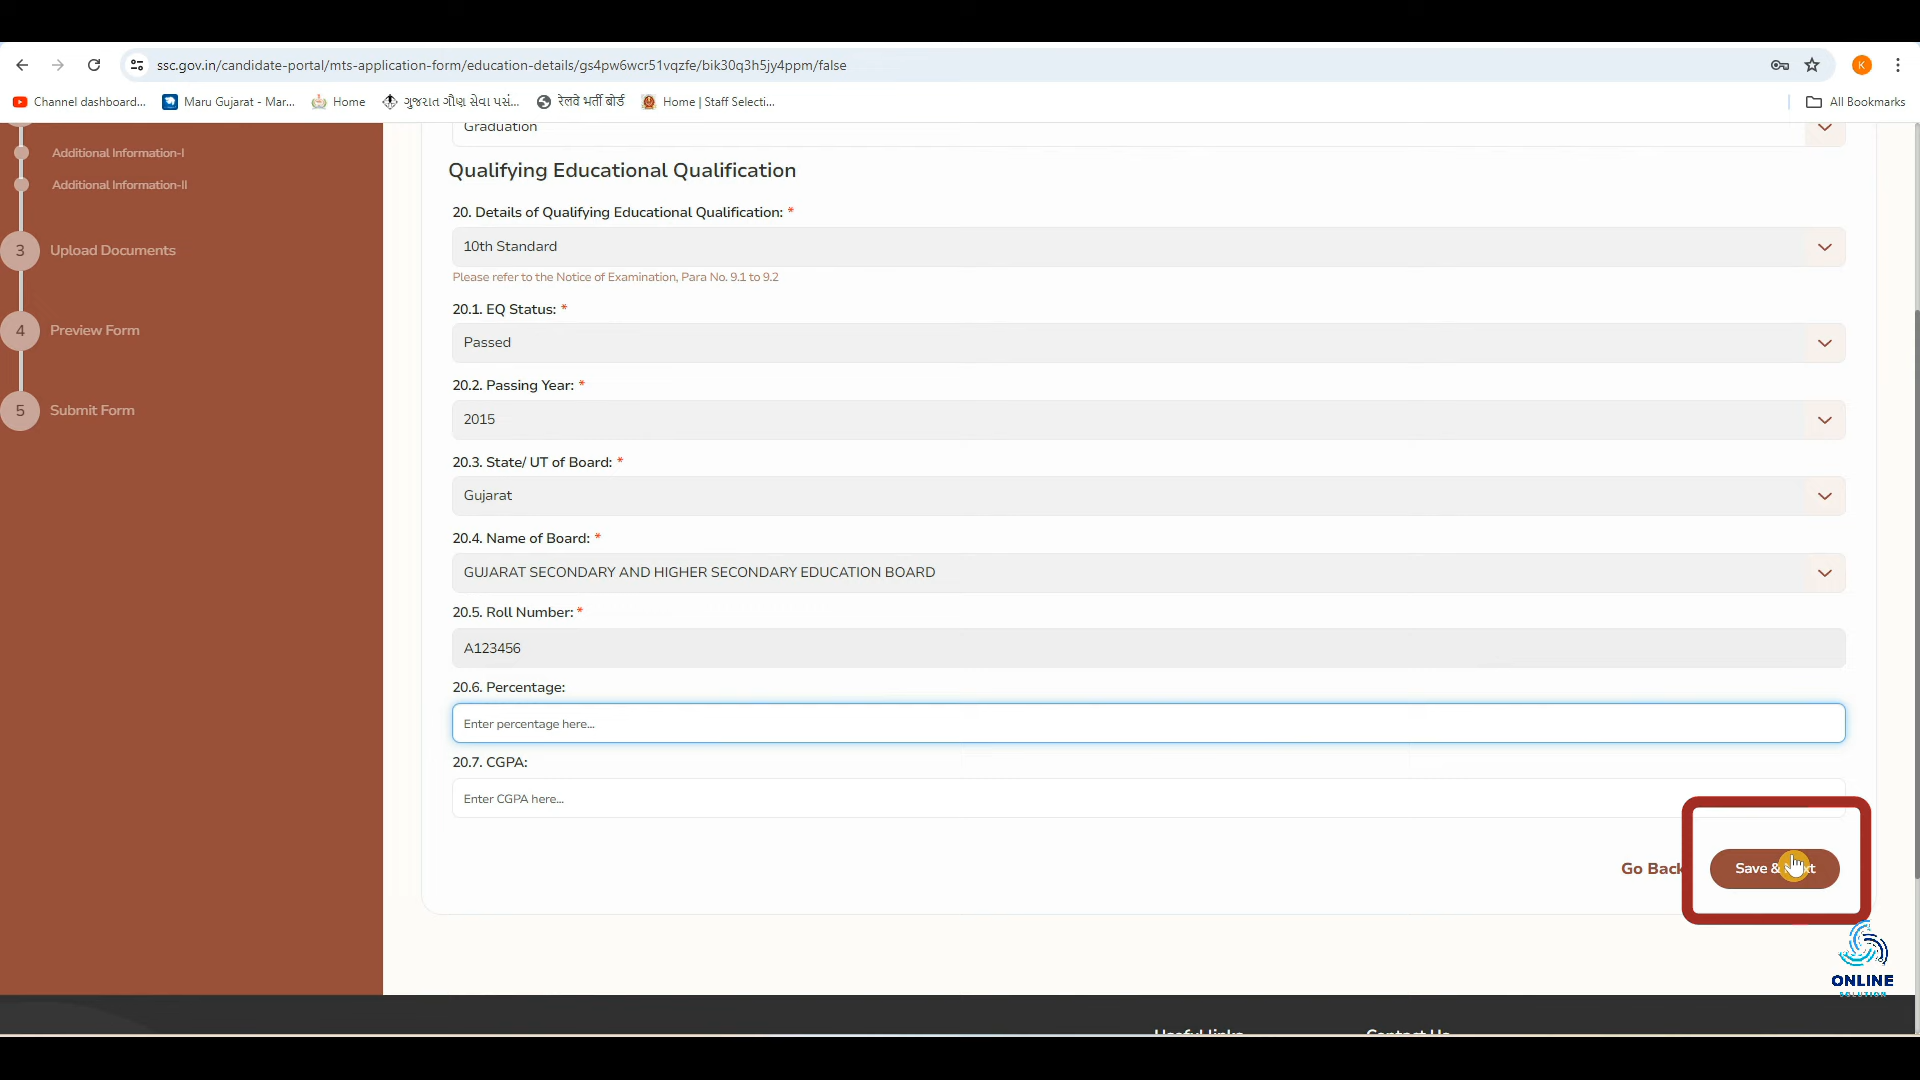 ssc.gov.in/candidate-portal/mts-application-form/education-details/gs4pw6wcr51vqzfe/bik30q3h5jy4ppm/false
K
Channel dashboard...
Maru Gujarat - Mar...
Home
ગુજરાત ગૌણ સેવા પસં...
रेलवे भर्ती बोर्ड
Home | Staff Selecti...
All Bookmarks
Additional Information-I
Additional Information-II
3 Upload Documents
4 Preview Form
5 Submit Form
Graduation
Qualifying Educational Qualification
20. Details of Qualifying Educational Qualification: *
10th Standard
Please refer to the Notice of Examination, Para No. 9.1 to 9.2
20.1. EQ Status: *
Passed
20.2. Passing Year: *
2015
20.3. State/ UT of Board: *
Gujarat
20.4. Name of Board: *
GUJARAT SECONDARY AND HIGHER SECONDARY EDUCATION BOARD
20.5. Roll Number: *
A123456
20.6. Percentage:
Enter percentage here...
20.7. CGPA:
Enter CGPA here...
Go Back
Save & Next
ONLINE
SOLUTION
Useful links
Contact Us